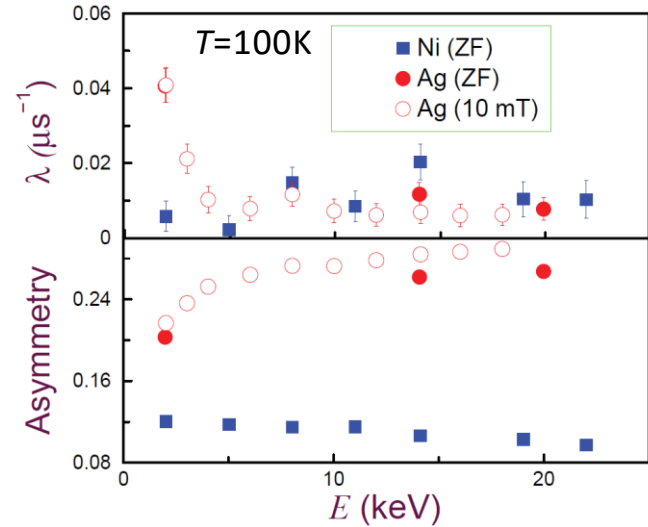 T=100K
Ni (ZF)
Ag (ZF)
Ag (10 mT)
λ (μs⁻¹)
0.06
0.04
0.02
0
Asymmetry
0.24
0.16
0.08
0 10 20
E (keV)